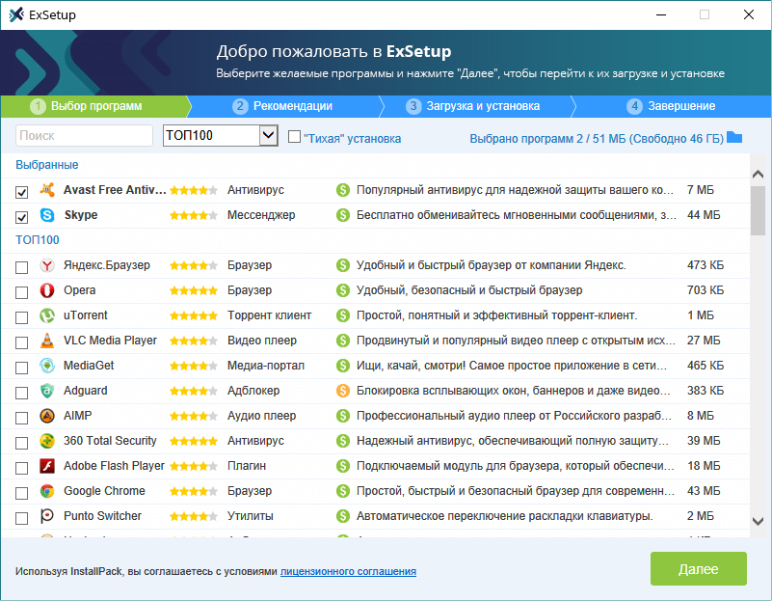 ExSetup
Добро пожаловать в ExSetup
Выберите желаемые программы и нажмите "Далее", чтобы перейти к их загрузке и установке
1 Выбор программ 2 Рекомендации 3 Загрузка и установка 4 Завершение
Поиск ТОП100 "Тихая" установка Выбрано программ 2 / 51 МБ (Свободно 46 ГБ)
Выбранные
Avast Free Antiv... Антивирус $ Популярный антивирус для надежной защиты вашего ко... 7 МБ
Skype Мессенджер $ Бесплатно обменивайтесь мгновенными сообщениями, з... 44 МБ
ТОП100
Яндекс.Браузер Браузер $ Удобный и быстрый браузер от компании Яндекс. 473 КБ
Opera Браузер $ Удобный, безопасный и быстрый браузер 703 КБ
uTorrent Торрент клиент $ Простой, понятный и эффективный торрент-клиент. 1 МБ
VLC Media Player Видео плеер $ Продвинутый и популярный видео плеер с открытым исх... 27 МБ
MediaGet Медиа-портал $ Ищи, качай, смотри! Самое простое приложение в сети... 465 КБ
Adguard Адблокер $ Блокировка всплывающих окон, баннеров и даже видео... 383 КБ
AIMP Аудио плеер $ Профессиональный аудио плеер от Российского разраб... 8 МБ
360 Total Security Антивирус $ Надежный антивирус, обеспечивающий полную защиту... 39 МБ
Adobe Flash Player Плагин $ Подключаемый модуль для браузера, который обеспечи... 18 МБ
Google Chrome Браузер $ Простой, быстрый и безопасный браузер для современн... 43 МБ
Punto Switcher Утилиты $ Автоматическое переключение раскладки клавиатуры. 2 МБ
Используя InstallPack, вы соглашаетесь с условиями лицензионного соглашения
Далее